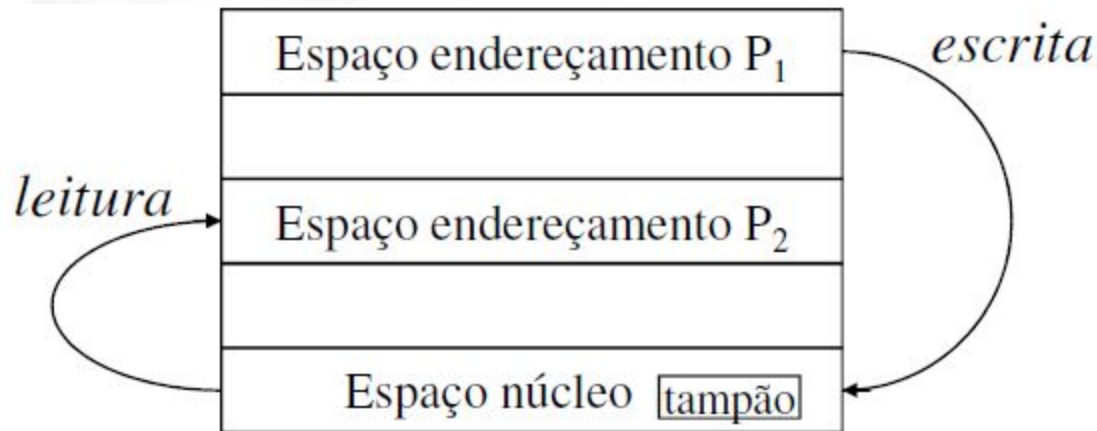 Espaço endereçamento P₁
escrita
leitura
Espaço endereçamento P₂
Espaço núcleo tampão